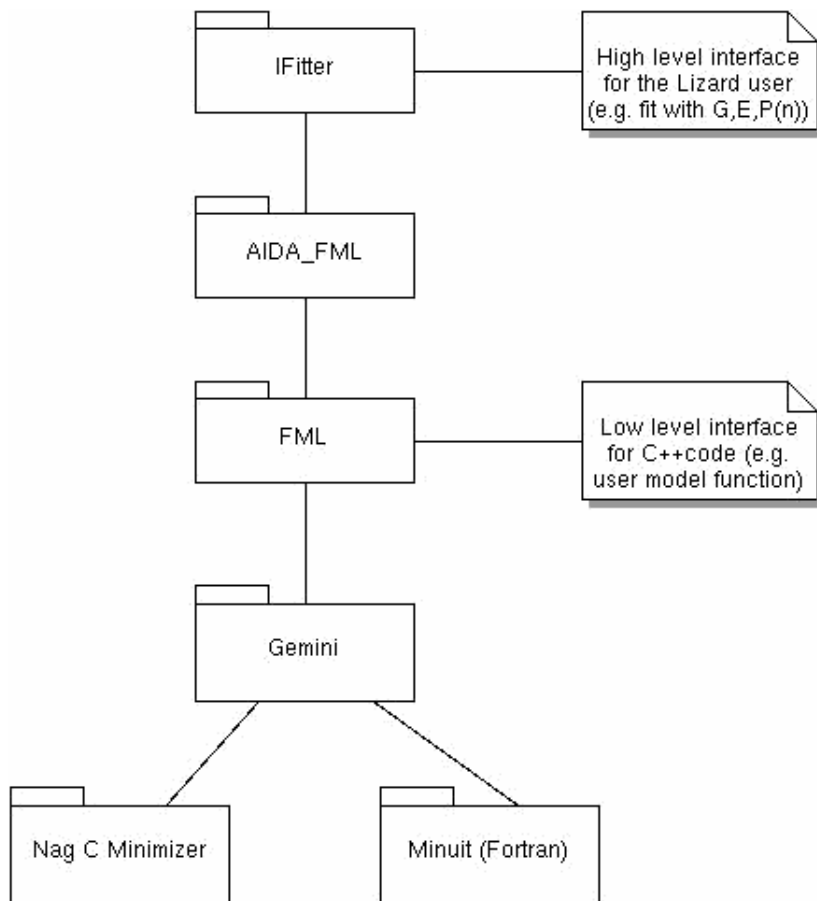 IFitter
High level interface
for the Lizard user
(e.g. fit with G,E,P(n))
AIDA_FML
FML
Low level interface
for C++code (e.g.
user model function)
Gemini
Nag C Minimizer
Minuit (Fortran)